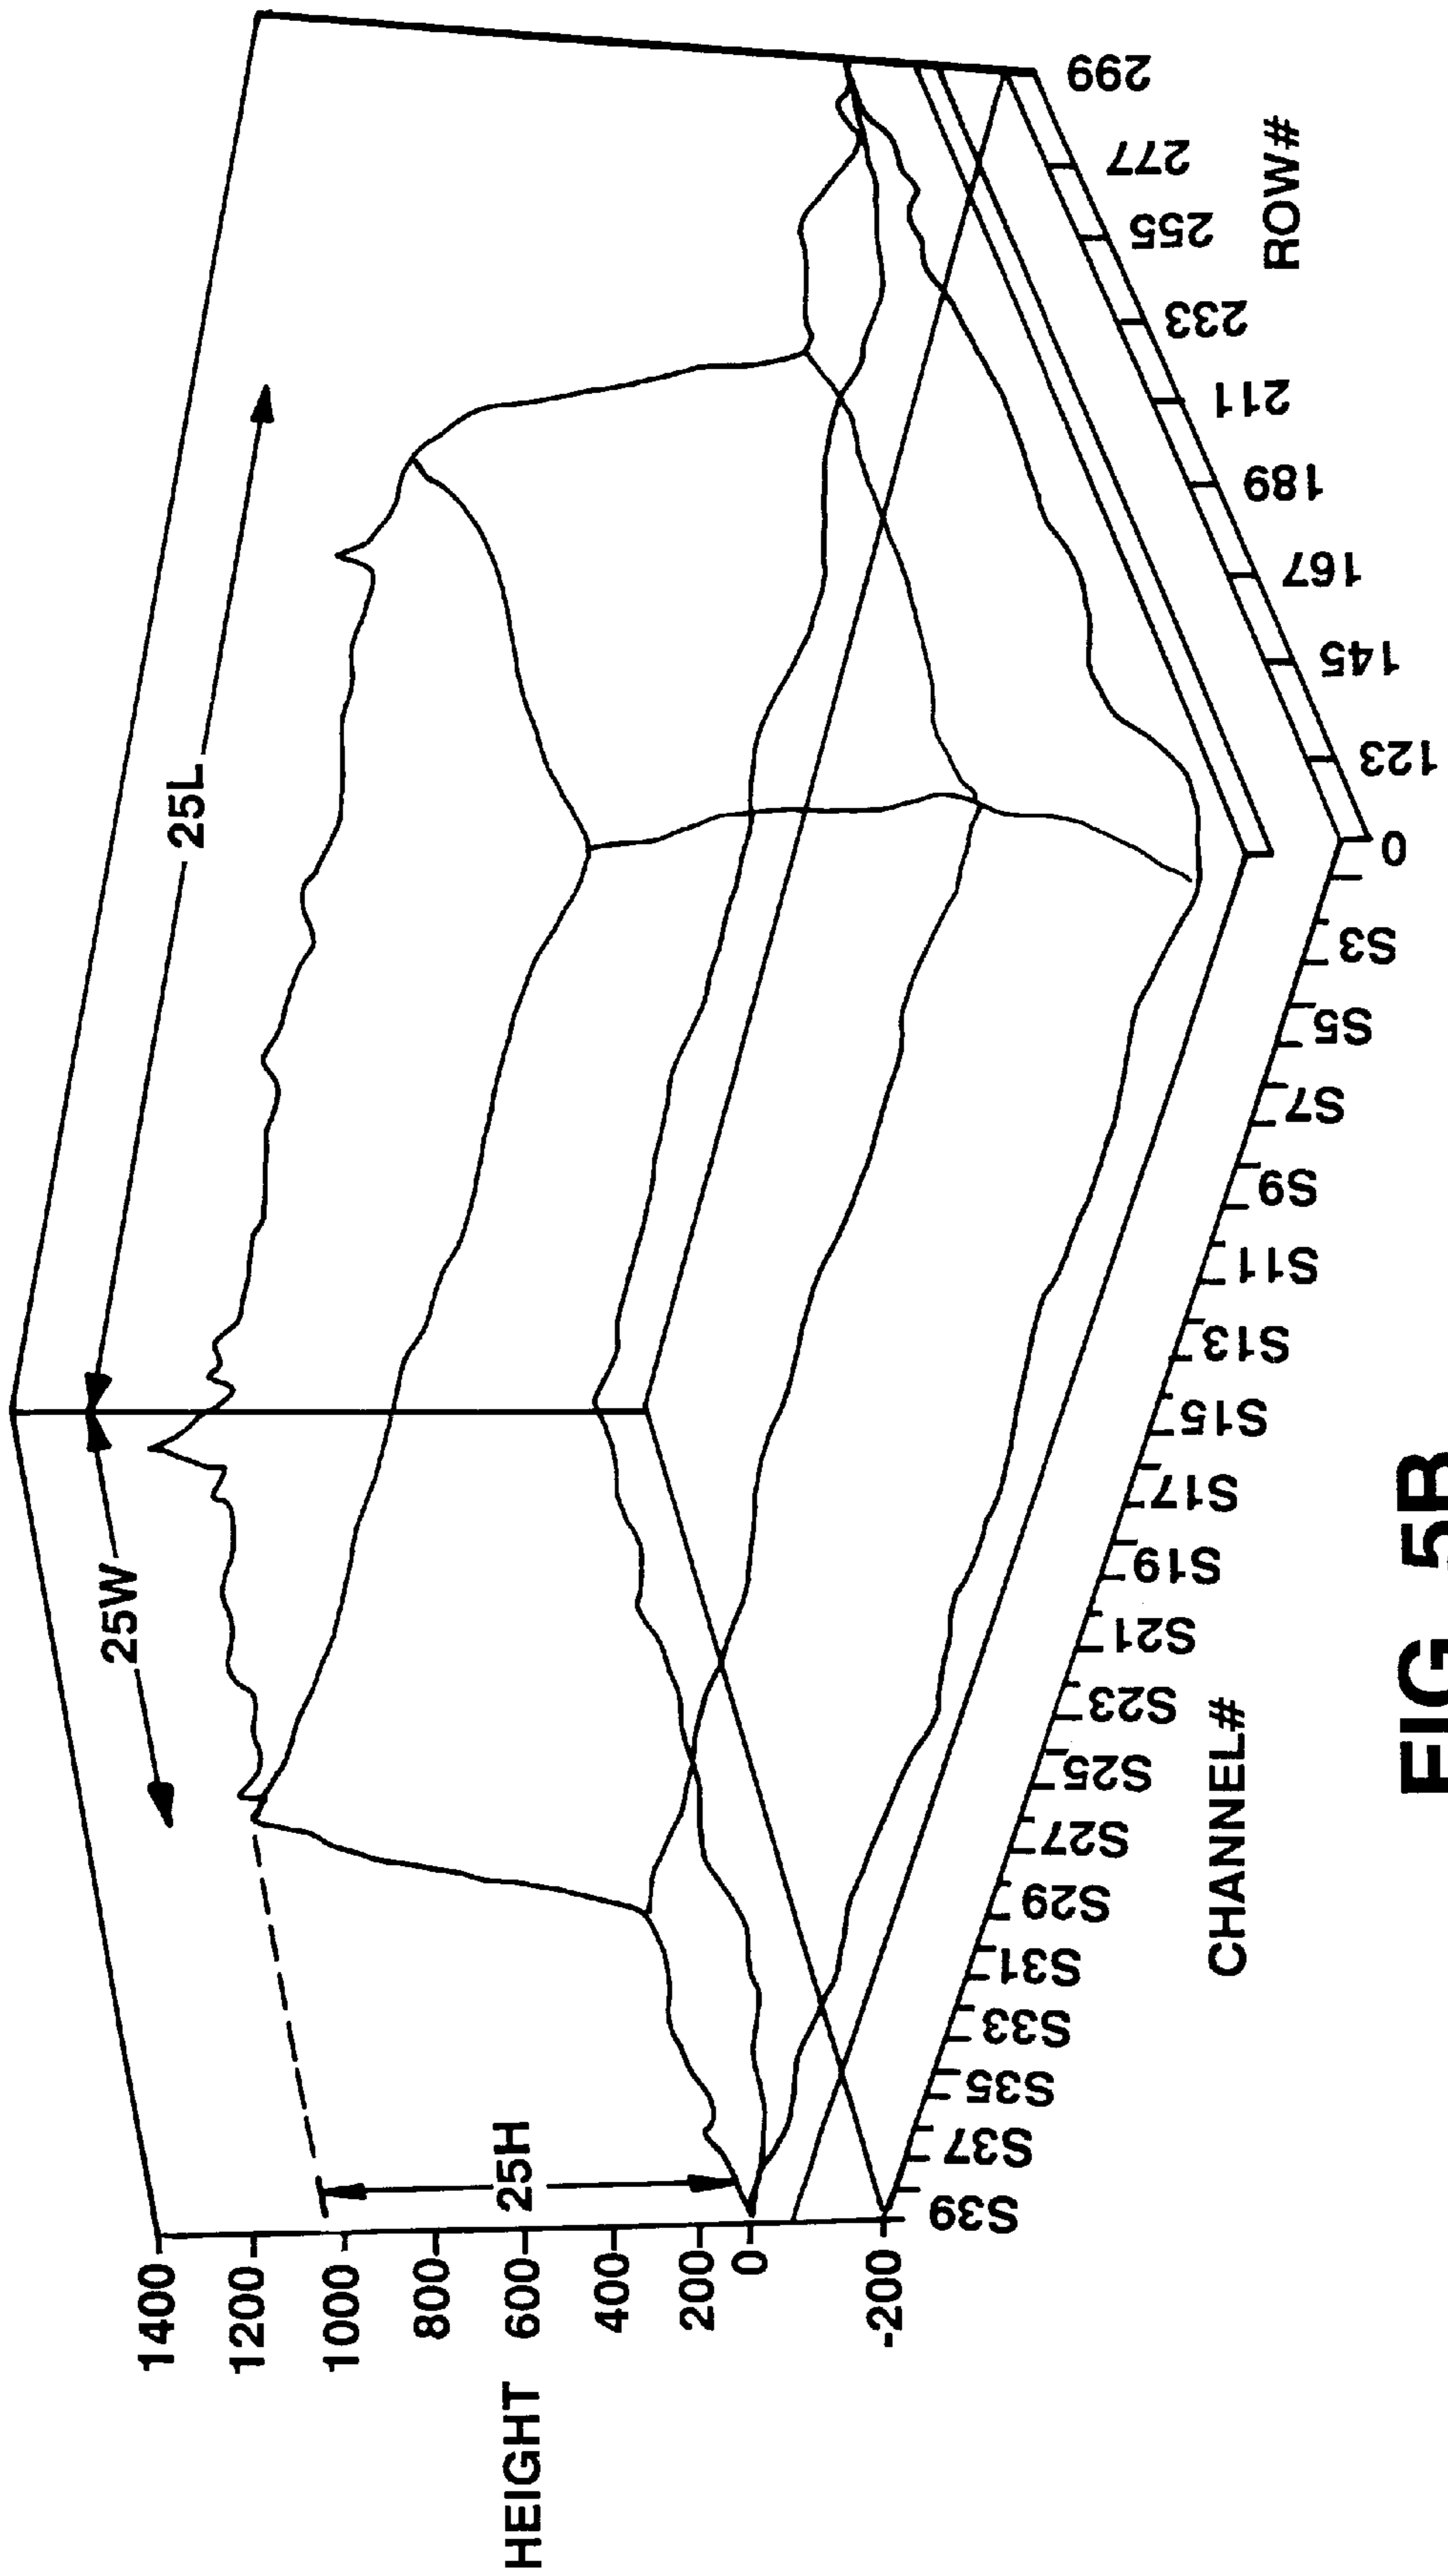 25W
25L
25H
1400
1200
1000
800
600
400
200
0
-200
HEIGHT
S39
S37
S35
S33
S31
S29
S27
S25
S23
S21
S19
S17
S15
S13
S11
S9
S7
S5
S3
CHANNEL#
0
123
145
167
189
211
233
255
277
299
ROW#
FIG 5B